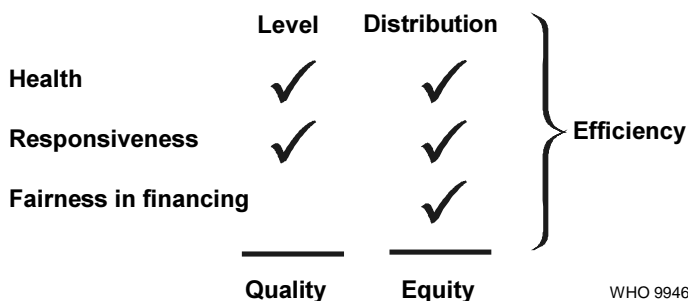 Level Distribution
Health ✓ ✓
Responsiveness ✓ ✓ Efficiency
Fairness in financing ✓
Quality Equity WHO 9946